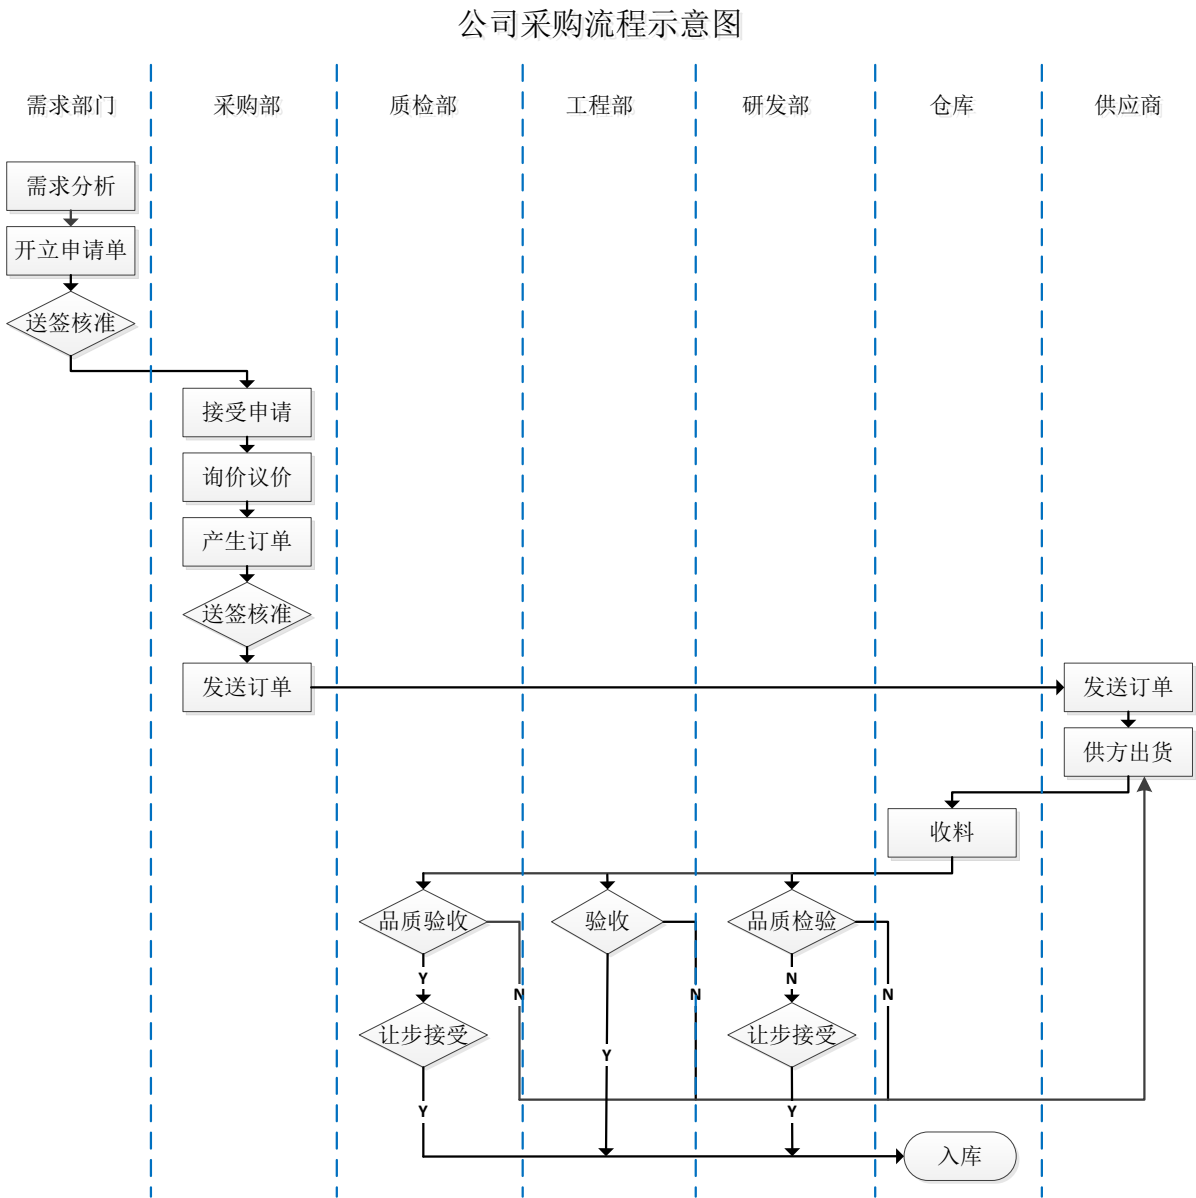 公司采购流程示意图
需求部门
采购部
质检部
工程部
研发部
仓库
供应商
需求分析
开立申请单
送签核准
接受申请
询价议价
产生订单
送签核准
发送订单
发送订单
供方出货
收料
品质验收
验收
品质检验
Y
N
N
N
N
让步接受
让步接受
Y
Y
Y
入库